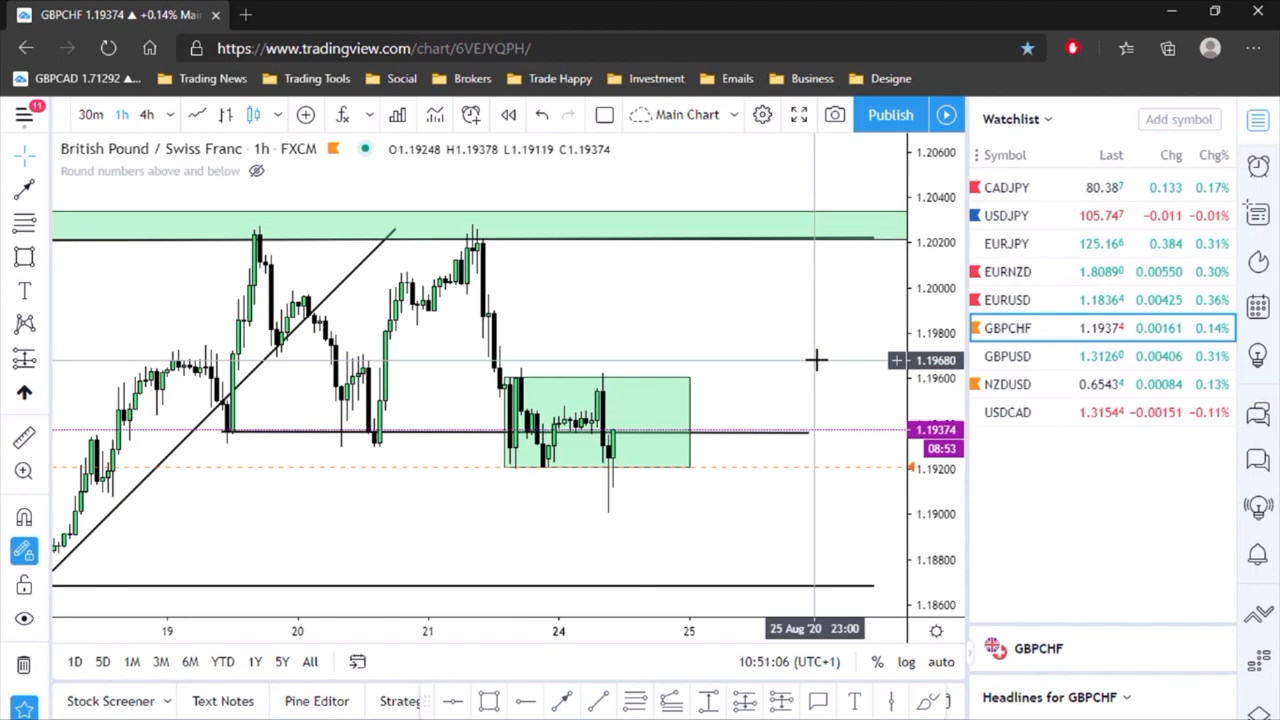 GBPCHF 1.19374 ▲ +0.14% Mai
https://www.tradingview.com/chart/6VEJYQPH/
GBPCAD 1.71292 ▲... Trading News Trading Tools Social Brokers Trade Happy Investment Emails Business Designe
11
30m 1h 4h Main Chart Publish
Watchlist Add symbol
British Pound / Swiss Franc · 1h · FXCM O1.19248 H1.19378 L1.19119 C1.19374
Round numbers above and below
Symbol Last Chg Chg%
CADJPY 80.387 0.133 0.17%
USDJPY 105.747 −0.011 −0.01%
EURJPY 125.166 0.384 0.31%
EURNZD 1.80890 0.00550 0.30%
EURUSD 1.18364 0.00425 0.36%
GBPCHF 1.19374 0.00161 0.14%
GBPUSD 1.31260 0.00406 0.31%
NZDUSD 0.65434 0.00084 0.13%
USDCAD 1.31544 −0.00151 −0.11%
1.20600
1.20400
1.20200
1.20000
1.19800
1.19680
1.19600
1.19374
08:53
1.19200
1.19000
1.18800
1.18600
19 20 21 24 25 25 Aug '20 23:00
1D 5D 1M 3M 6M YTD 1Y 5Y All 10:51:06 (UTC+1) % log auto
GBPCHF
Stock Screener Text Notes Pine Editor Strateg
Headlines for GBPCHF